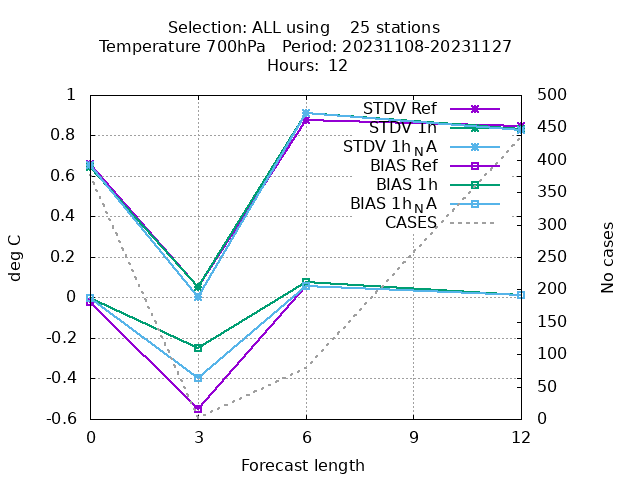 Selection: ALL using    25 stations
Temperature 700hPa   Period: 20231108-20231127
Hours:  12
1
0.8
0.6
0.4
0.2
0
-0.2
-0.4
-0.6
deg C
STDV Ref
STDV 1h
STDV 1hNA
BIAS Ref
BIAS 1h
BIAS 1hNA
CASES
500
450
400
350
300
250
200
150
100
50
0
No cases
0 3 6 9 12
Forecast length